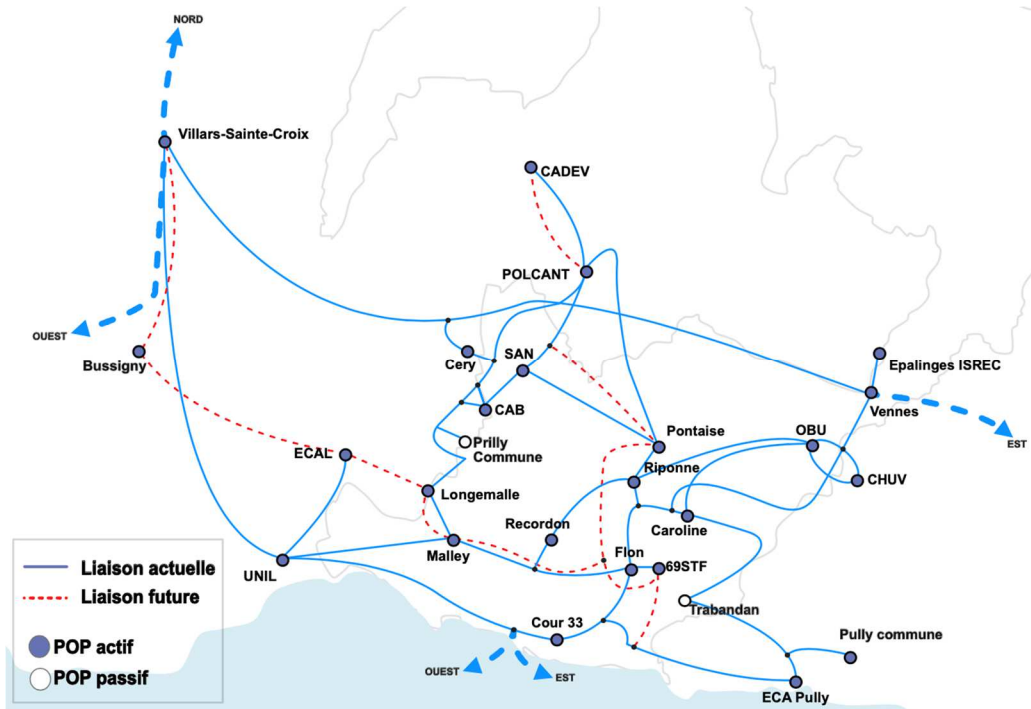 NORD
Villars-Sainte-Croix
CADEV
POLCANT
OUEST
Bussigny
Cery
SAN
Epalinges ISREC
Vennes
CAB
EST
Prilly
Commune
Pontaise
OBU
ECAL
Riponne
CHUV
Longemalle
Recordon
Caroline
Malley
Flon
69STF
UNIL
Trabandan
Cour 33
Pully commune
OUEST
EST
ECA Pully
Liaison actuelle
Liaison future
POP actif
POP passif